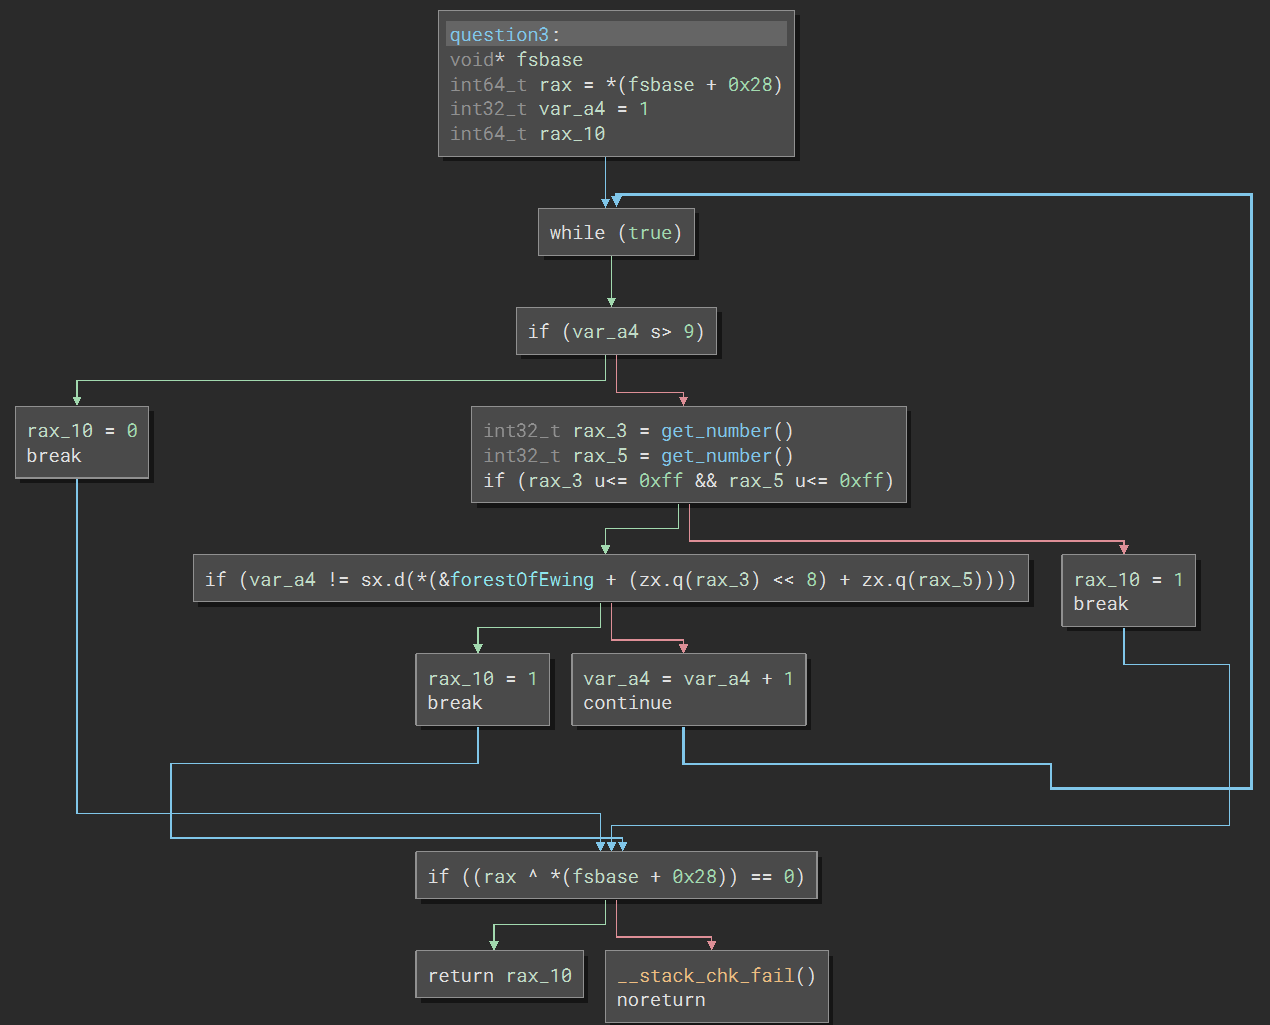 question3:
void* fsbase
int64_t rax = *(fsbase + 0x28)
int32_t var_a4 = 1
int64_t rax_10
while (true)
if (var_a4 s> 9)
rax_10 = 0
break
int32_t rax_3 = get_number()
int32_t rax_5 = get_number()
if (rax_3 u<= 0xff && rax_5 u<= 0xff)
if (var_a4 != sx.d(*(&forestOfEwing + (zx.q(rax_3) << 8) + zx.q(rax_5))))
rax_10 = 1
break
rax_10 = 1
break
var_a4 = var_a4 + 1
continue
if ((rax ^ *(fsbase + 0x28)) == 0)
return rax_10
__stack_chk_fail()
noreturn